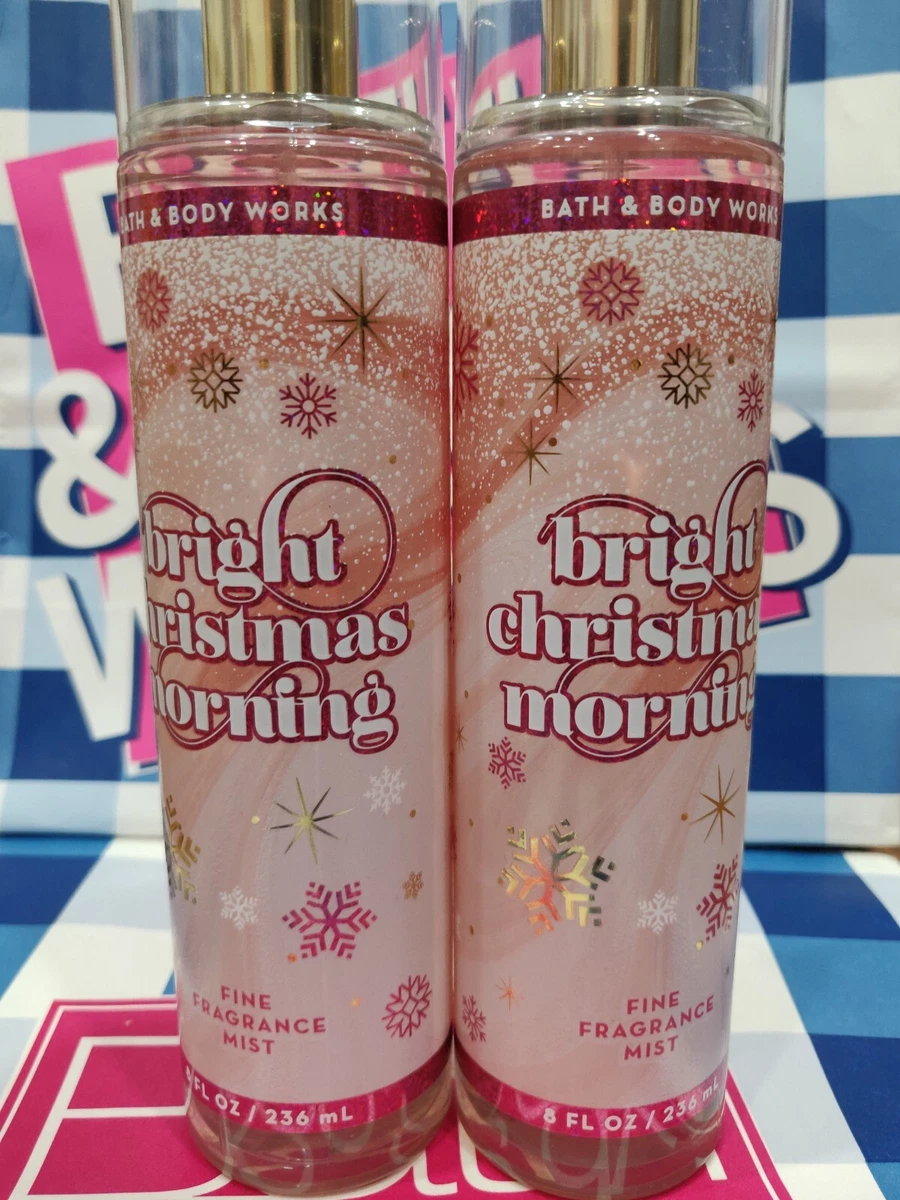 BATH & BODY WORKS
bright
christmas
morning
FINE
FRAGRANCE
MIST
8 FL OZ / 236 mL
BATH & BODY WORKS
bright
christmas
morning
FINE
FRAGRANCE
MIST
8 FL OZ / 236 mL
&